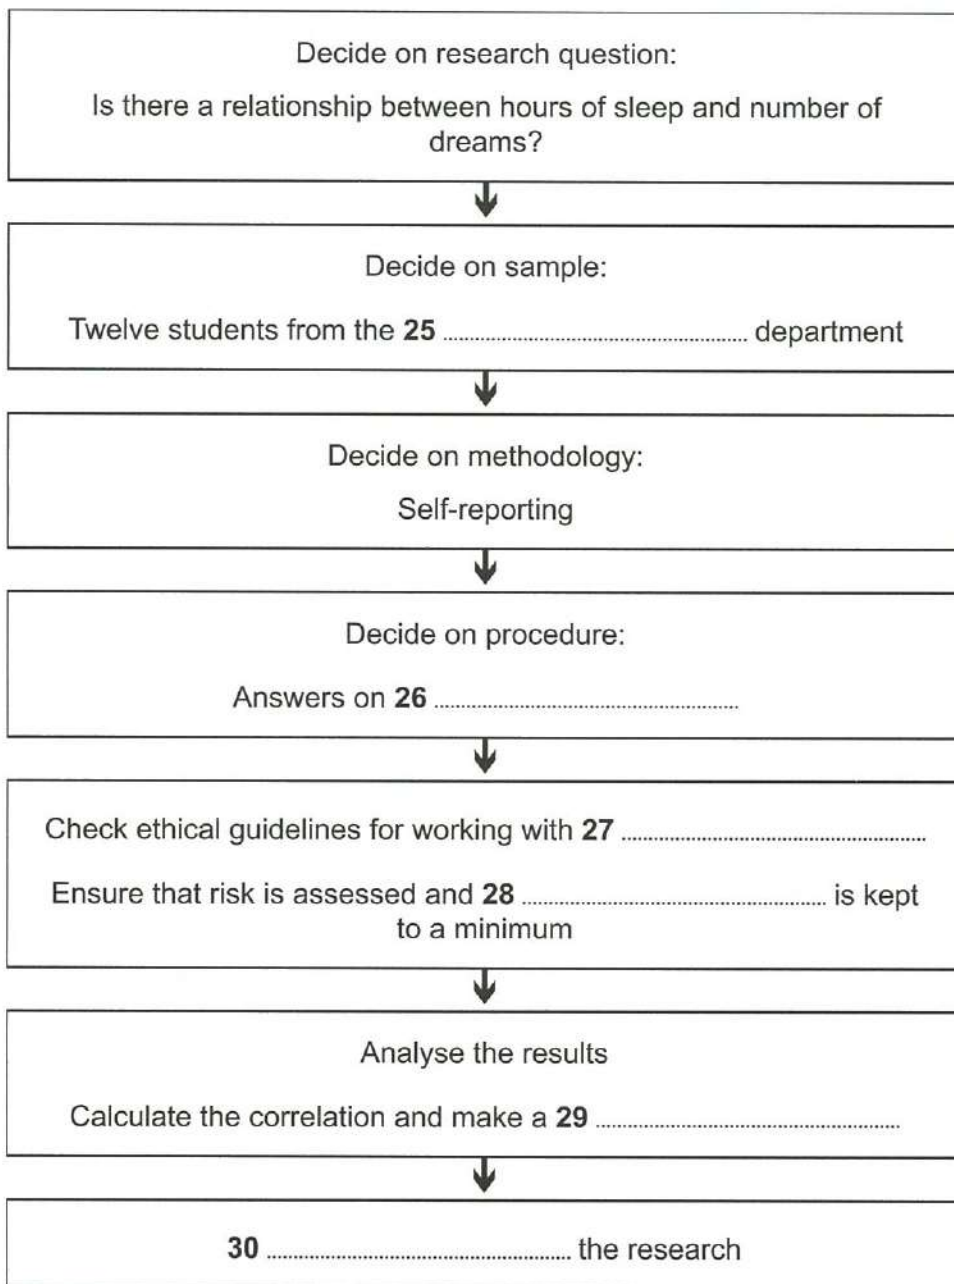 Decide on research question:
Is there a relationship between hours of sleep and number of
dreams?
Decide on sample:
Twelve students from the 25 ........................................ department
Decide on methodology:
Self-reporting
Decide on procedure:
Answers on 26 ........................................
Check ethical guidelines for working with 27 ........................................
Ensure that risk is assessed and 28 ........................................ is kept
to a minimum
Analyse the results
Calculate the correlation and make a 29 ........................................
30 ........................................ the research